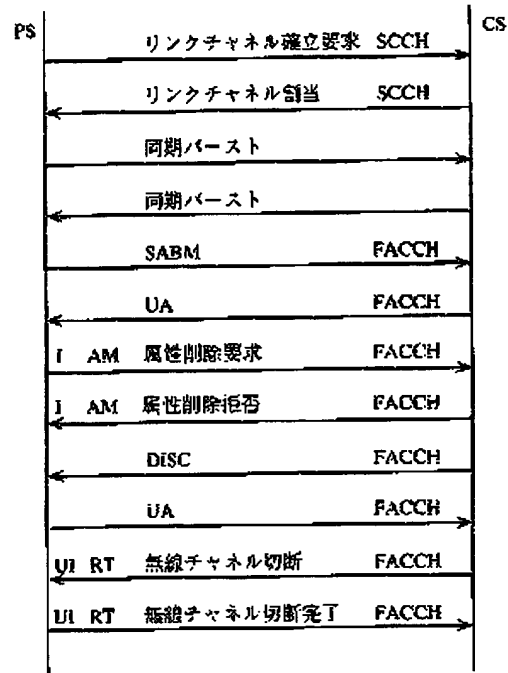 PS CS
リンクチャネル確立要求 SCCH
リンクチャネル割当 SCCH
同期バースト
同期バースト
SABM FACCH
UA FACCH
I AM 属性削除要求 FACCH
I AM 属性削除拒否 FACCH
DISC FACCH
UA FACCH
UI RT 無線チャネル切断 FACCH
UI RT 無線チャネル切断完了 FACCH